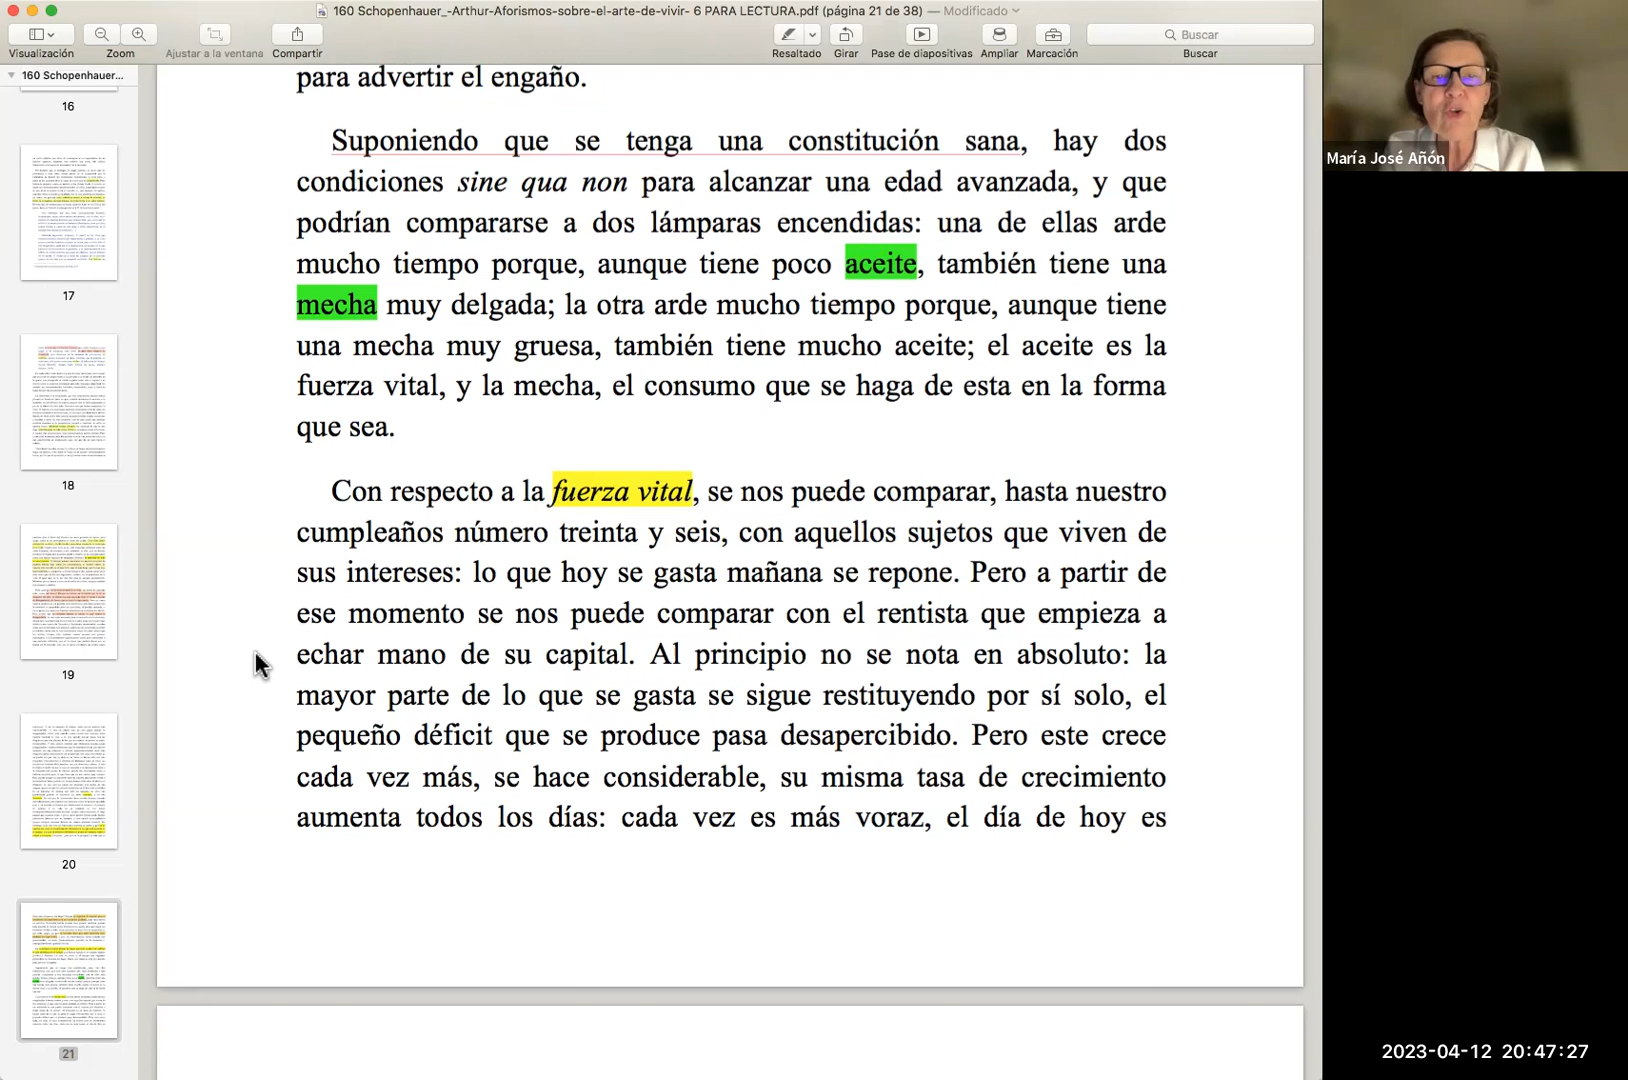 160 Schopenhauer_-Arthur-Aforismos-sobre-el-arte-de-vivir- 6 PARA LECTURA.pdf (página 21 de 38) — Modificado
Buscar
Visualización
Zoom
Ajustar a la ventana
Compartir
Resaltado
Girar
Pase de diapositivas
Ampliar
Marcación
Buscar
160 Schopenhauer...
16
17
18
19
20
21
para advertir el engaño.
Suponiendo que se tenga una constitución sana, hay dos
condiciones sine qua non para alcanzar una edad avanzada, y que
podrían compararse a dos lámparas encendidas: una de ellas arde
mucho tiempo porque, aunque tiene poco aceite, también tiene una
mecha muy delgada; la otra arde mucho tiempo porque, aunque tiene
una mecha muy gruesa, también tiene mucho aceite; el aceite es la
fuerza vital, y la mecha, el consumo que se haga de esta en la forma
que sea.
Con respecto a la fuerza vital, se nos puede comparar, hasta nuestro
cumpleaños número treinta y seis, con aquellos sujetos que viven de
sus intereses: lo que hoy se gasta mañana se repone. Pero a partir de
ese momento se nos puede comparar con el rentista que empieza a
echar mano de su capital. Al principio no se nota en absoluto: la
mayor parte de lo que se gasta se sigue restituyendo por sí solo, el
pequeño déficit que se produce pasa desapercibido. Pero este crece
cada vez más, se hace considerable, su misma tasa de crecimiento
aumenta todos los días: cada vez es más voraz, el día de hoy es
María José Añón
2023-04-12 20:47:27